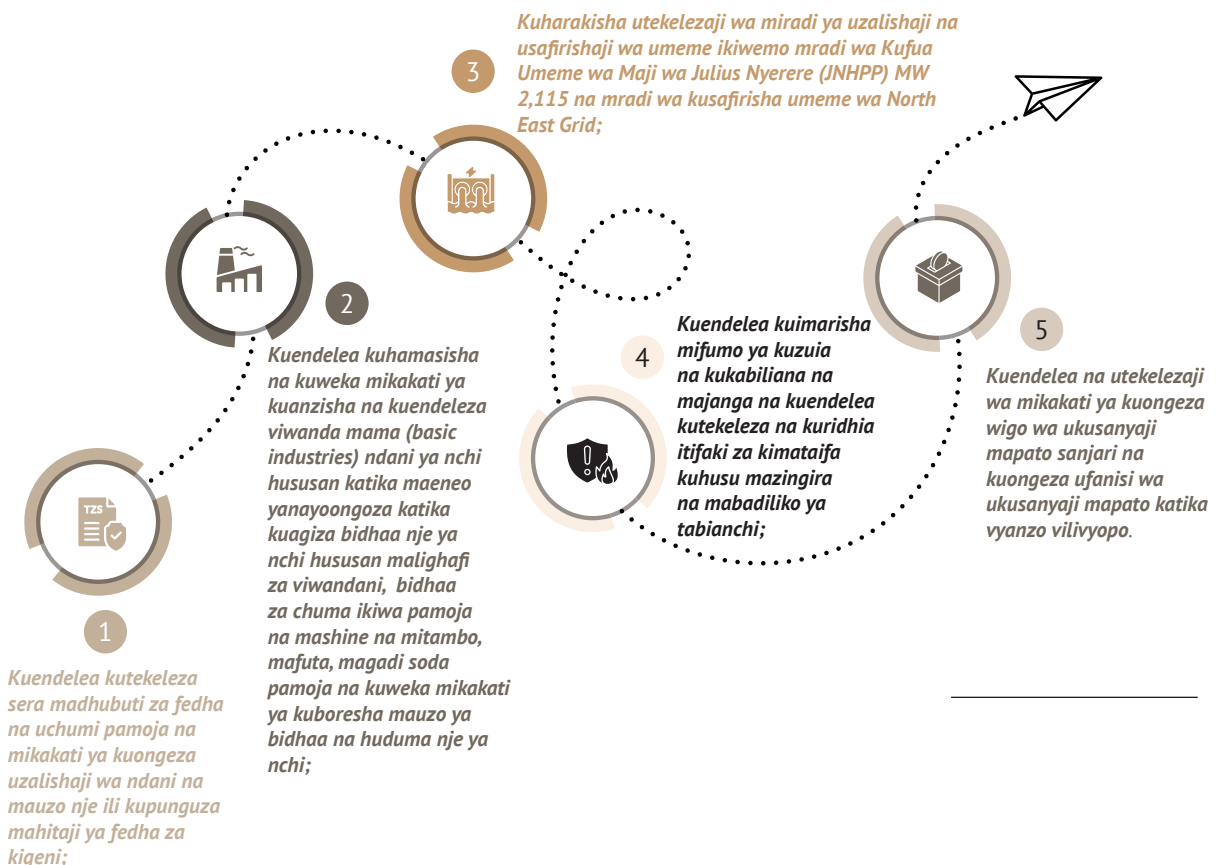 TZS
1
Kuendelea kutekeleza
sera madhubuti za fedha
na uchumi pamoja na
mikakati ya kuongeza
uzalishaji wa ndani na
mauzo nje ili kupunguza
mahitaji ya fedha za
kigeni;
2
Kuendelea kuhamasisha
na kuweka mikakati ya
kuanzisha na kuendeleza
viwanda mama (basic
industries) ndani ya nchi
hususan katika maeneo
yanayoongoza katika
kuagiza bidhaa nje ya
nchi hususan malighafi
za viwandani, bidhaa
za chuma ikiwa pamoja
na mashine na mitambo,
mafuta, magadi soda
pamoja na kuweka mikakati
ya kuboresha mauzo ya
bidhaa na huduma nje ya
nchi;
3
Kuharakisha utekelezaji wa miradi ya uzalishaji na
usafirishaji wa umeme ikiwemo mradi wa Kufua
Umeme wa Maji wa Julius Nyerere (JNHPP) MW
2,115 na mradi wa kusafirisha umeme wa North
East Grid;
4
Kuendelea kuimarisha
mifumo ya kuzuia
na kukabiliana na
majanga na kuendelea
kutekeleza na kuridhia
itifaki za kimataifa
kuhusu mazingira
na mabadiliko ya
tabianchi;
5
Kuendelea na utekelezaji
wa mikakati ya kuongeza
wigo wa ukusanyaji
mapato sanjari na
kuongeza ufanisi wa
ukusanyaji mapato katika
vyanzo vilivyopo.